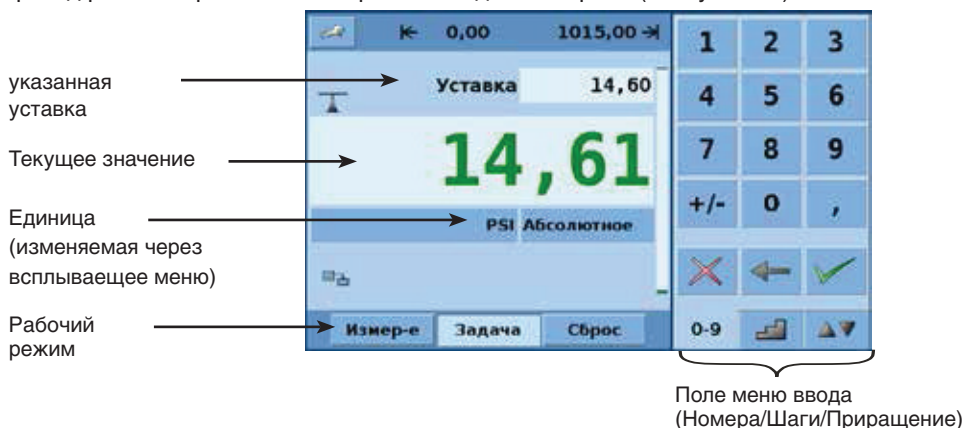 0,00 1015,00
1 2 3
указанная
уставка
Уставка 14,60
4 5 6
Текущее значение
14,61
7 8 9
Единица
(изменяемая через
всплываещее меню)
PSI Абсолютное
+/- 0 ,
Рабочий
режим
Измер-е Задача Сброс
0-9
Поле меню ввода
(Номера/Шаги/Приращение)